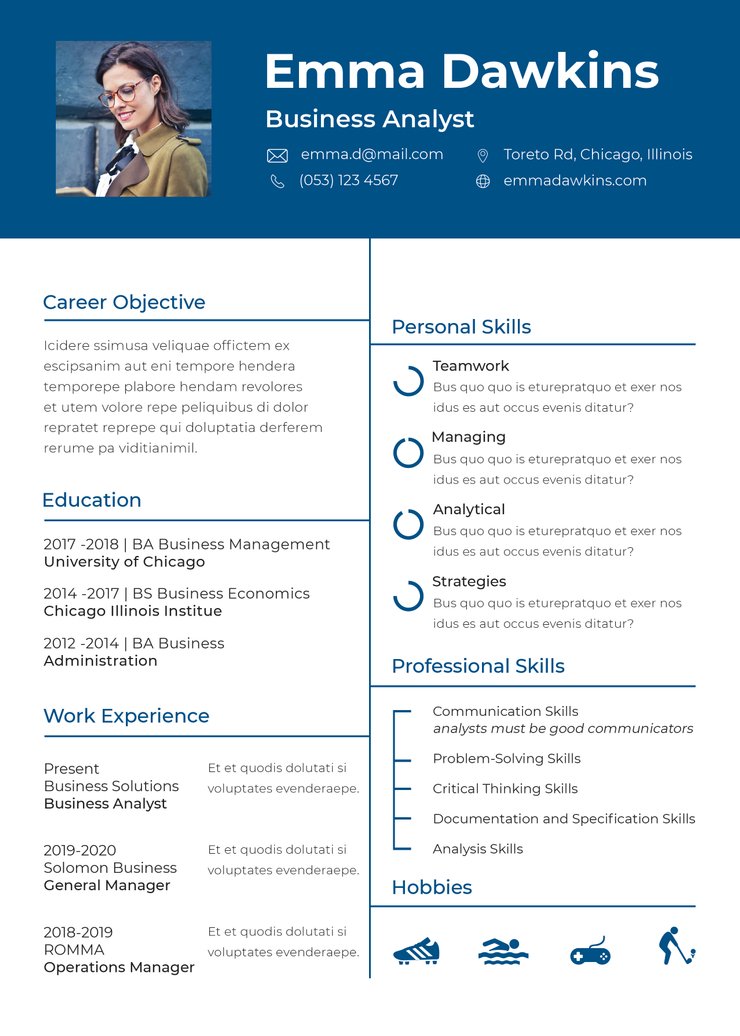 Emma Dawkins
Business Analyst
emma.d@mail.com
Toreto Rd, Chicago, Illinois
(053) 123 4567
emmadawkins.com
Career Objective
Icidere ssimusa veliquae offictem ex
escipsanim aut eni tempore hendera
temporepe plabore hendam revolores
et utem volore repe peliquibus di dolor
repratet reprepe qui doluptatia derferem
rerume pa viditianimil.
Education
2017 -2018 | BA Business Management
University of Chicago
2014 -2017 | BS Business Economics
Chicago Illinois Institue
2012 -2014 | BA Business
Administration
Work Experience
Present
Business Solutions
Business Analyst
Et et quodis dolutati si
voluptates evenderaepe.
2019-2020
Solomon Business
General Manager
Et et quodis dolutati si
voluptates evenderaepe.
2018-2019
ROMMA
Operations Manager
Et et quodis dolutati si
voluptates evenderaepe.
Personal Skills
Teamwork
Bus quo quo is eturepratquo et exer nos
idus es aut occus evenis ditatur?
Managing
Bus quo quo is eturepratquo et exer nos
idus es aut occus evenis ditatur?
Analytical
Bus quo quo is eturepratquo et exer nos
idus es aut occus evenis ditatur?
Strategies
Bus quo quo is eturepratquo et exer nos
idus es aut occus evenis ditatur?
Professional Skills
Communication Skills
analysts must be good communicators
Problem-Solving Skills
Critical Thinking Skills
Documentation and Specification Skills
Analysis Skills
Hobbies